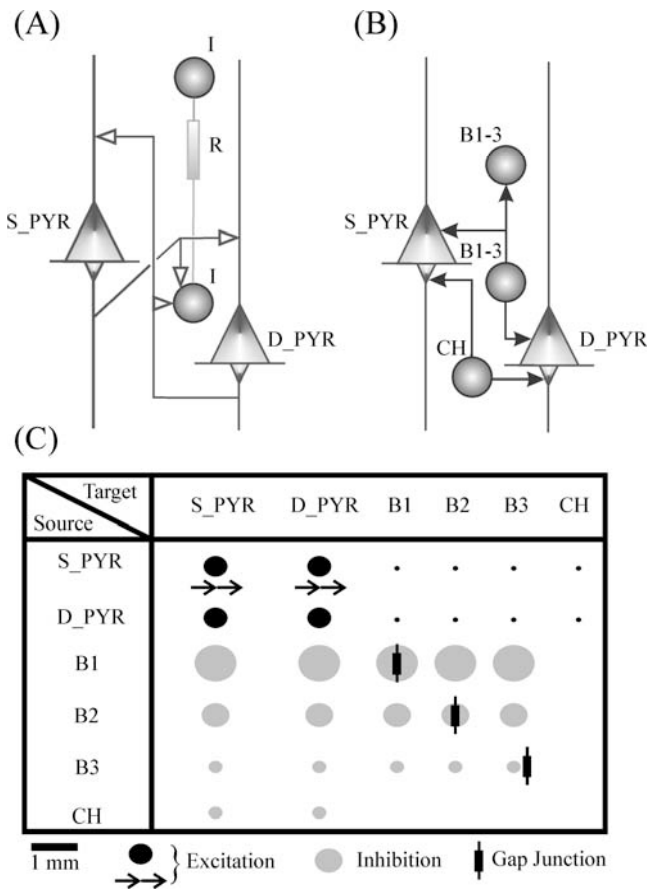 (A)
I
R
S_PYR
I
D_PYR
(B)
B1-3
S_PYR
B1-3
D_PYR
CH
(C)
Target
Source
S_PYR D_PYR B1 B2 B3 CH
S_PYR
D_PYR
B1
B2
B3
CH
1 mm
Excitation
Inhibition
Gap Junction